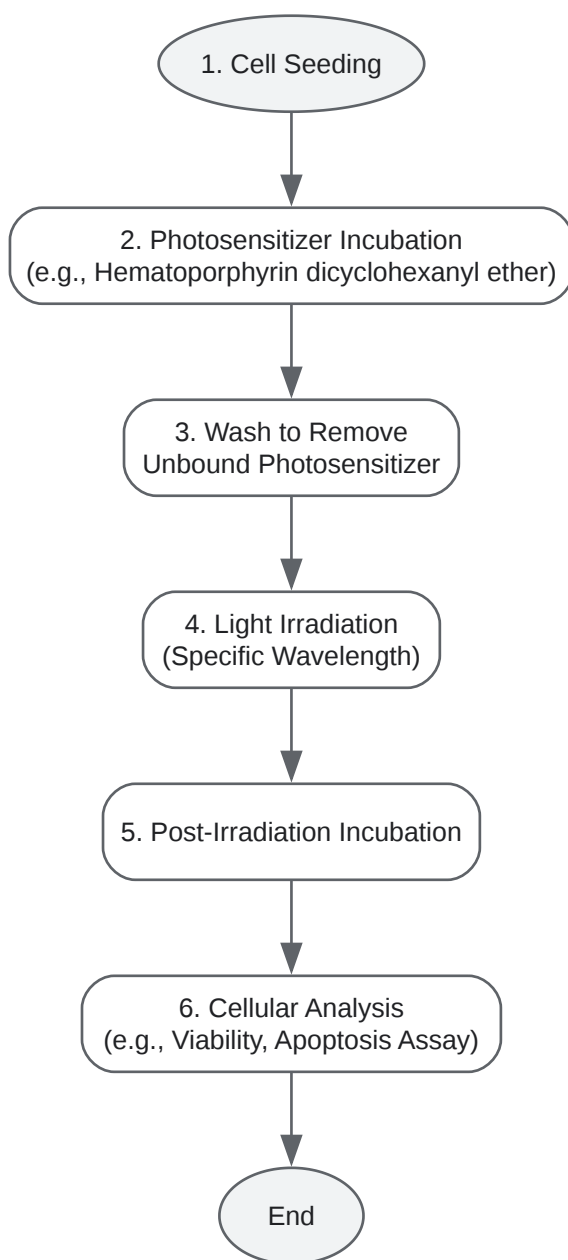 1. Cell Seeding
2. Photosensitizer Incubation
(e.g., Hematoporphyrin dicyclohexanyl ether)
3. Wash to Remove
Unbound Photosensitizer
4. Light Irradiation
(Specific Wavelength)
5. Post-Irradiation Incubation
6. Cellular Analysis
(e.g., Viability, Apoptosis Assay)
End